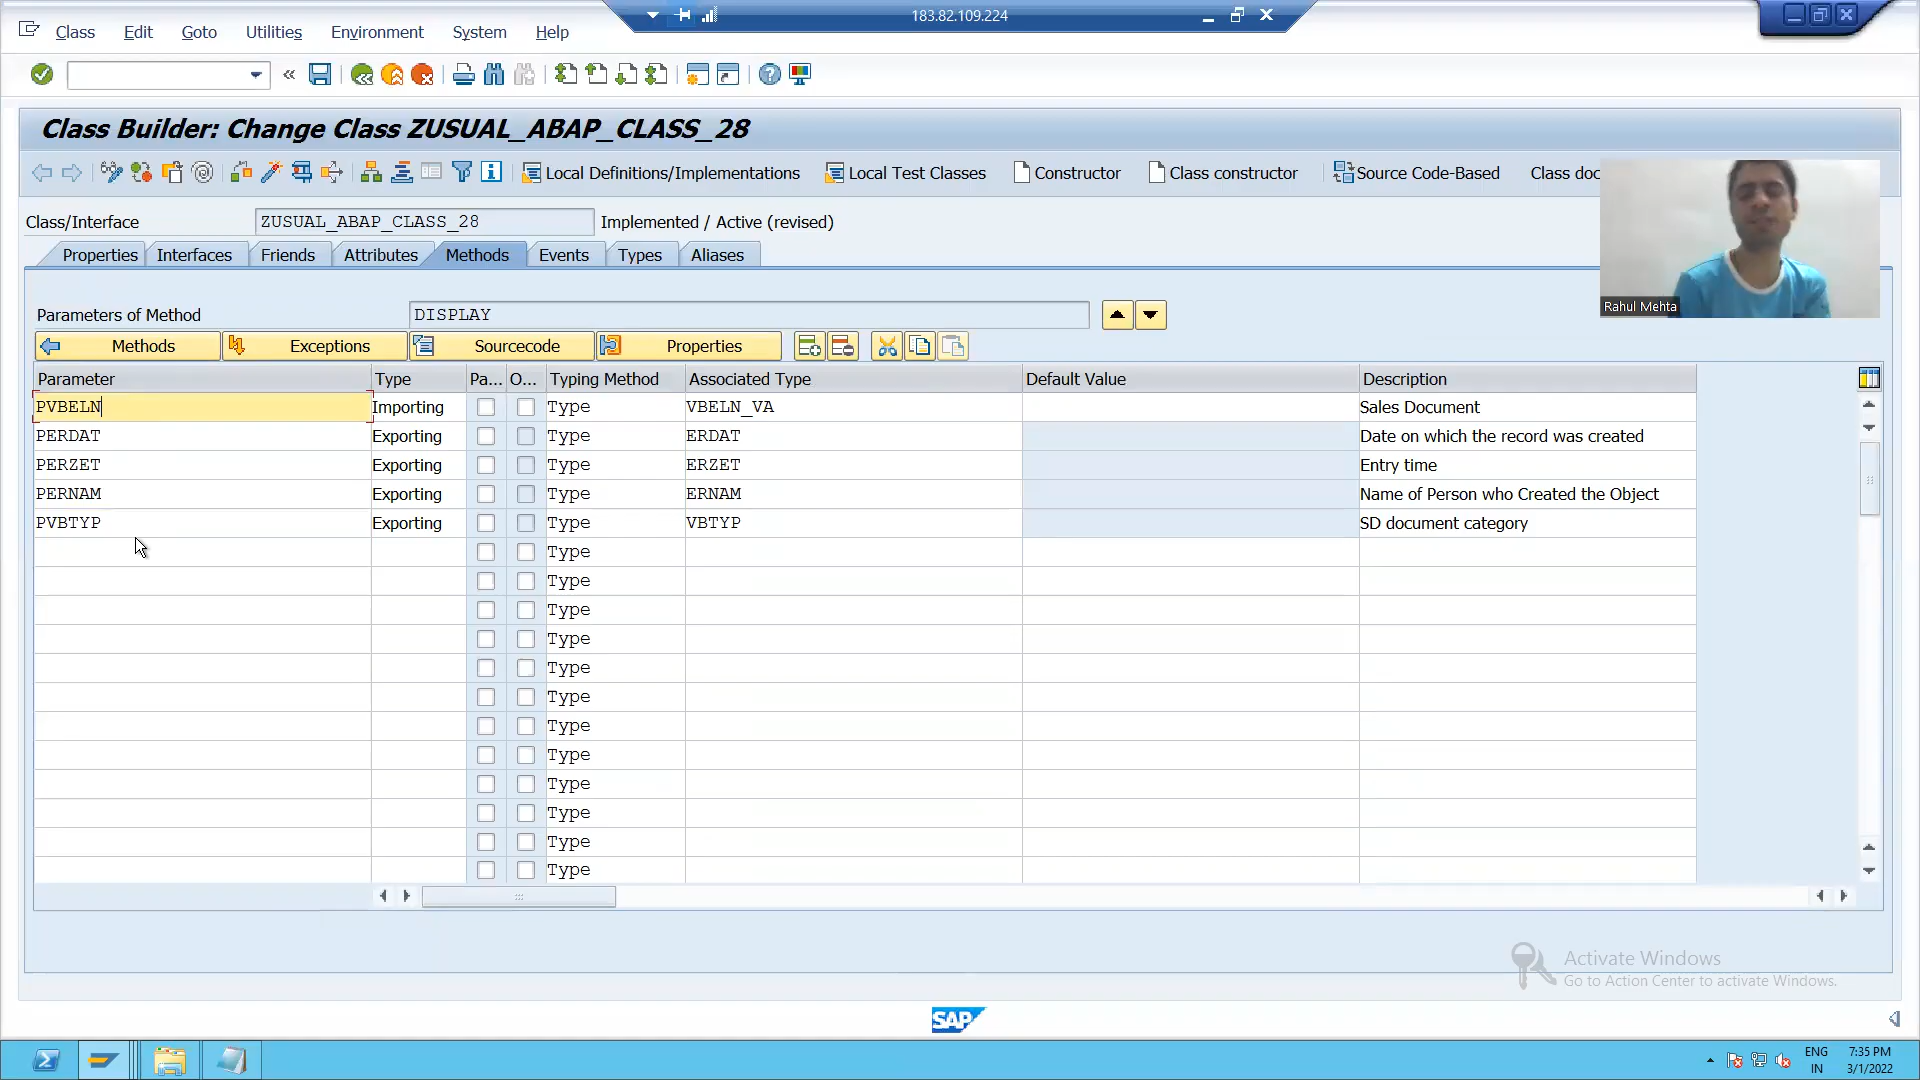 183.82.109.224
Class Edit Goto Utilities Environment System Help
Class Builder: Change Class ZUSUAL_ABAP_CLASS_28
Local Definitions/Implementations Local Test Classes Constructor Class constructor Source Code-Based Class doc
Class/Interface ZUSUAL_ABAP_CLASS_28 Implemented / Active (revised)
Properties Interfaces Friends Attributes Methods Events Types Aliases
Rahul Mehta
Parameters of Method DISPLAY
Methods Exceptions Sourcecode Properties
Parameter Type Pa... O... Typing Method Associated Type Default Value Description
PVBELN Importing Type VBELN_VA Sales Document
PERDAT Exporting Type ERDAT Date on which the record was created
PERZET Exporting Type ERZET Entry time
PERNAM Exporting Type ERNAM Name of Person who Created the Object
PVBTYP Exporting Type VBTYP SD document category
Type
Type
Type
Type
Type
Type
Type
Type
Type
Type
Type
Type
Activate Windows
Go to Action Center to activate Windows.
SAP
ENG 7:35 PM
IN 3/1/2022